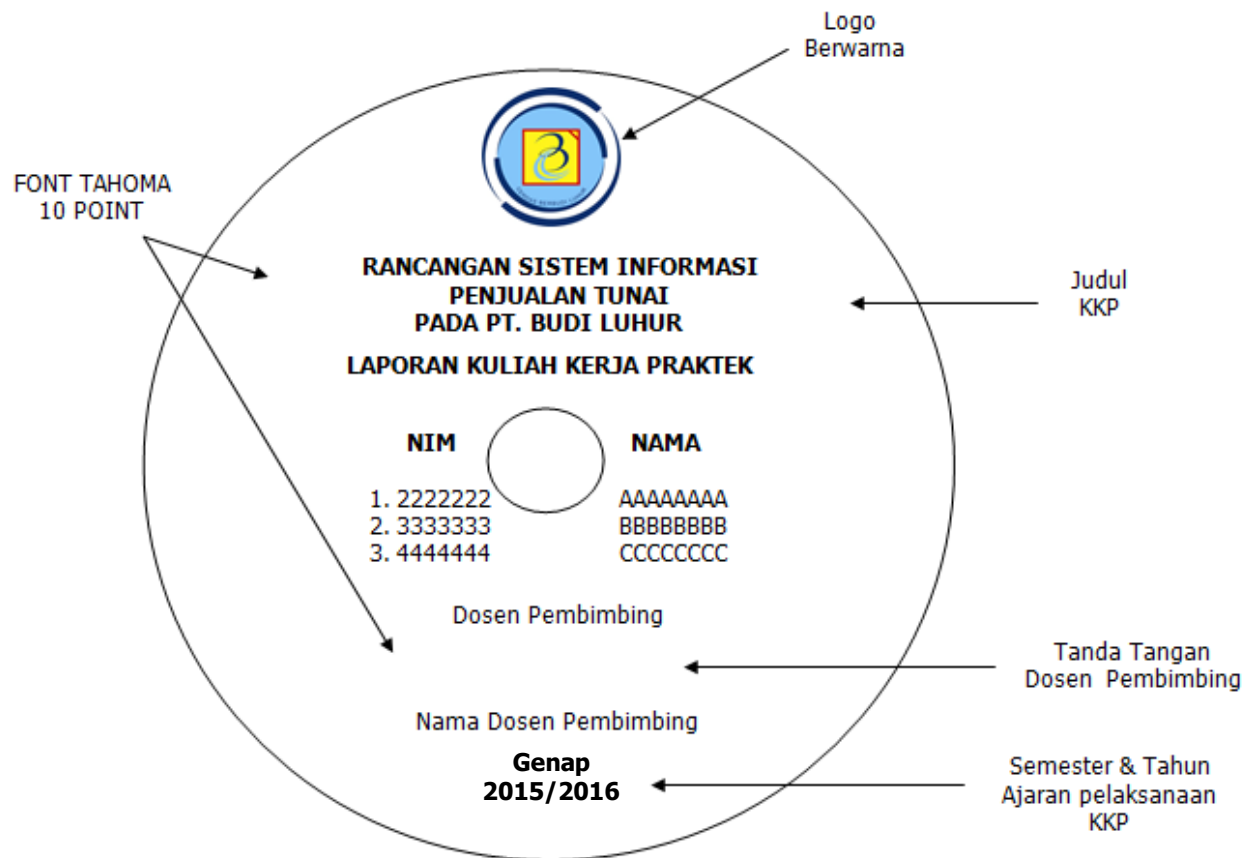 Logo
Berwarna
FONT TAHOMA
10 POINT
RANCANGAN SISTEM INFORMASI
PENJUALAN TUNAI
PADA PT. BUDI LUHUR
Judul
KKP
LAPORAN KULIAH KERJA PRAKTEK
NIM NAMA
1. 2222222 AAAAAAAA
2. 3333333 BBBBBBBB
3. 4444444 CCCCCCCC
Dosen Pembimbing
Tanda Tangan
Dosen Pembimbing
Nama Dosen Pembimbing
Genap
2015/2016
Semester & Tahun
Ajaran pelaksanaan
KKP